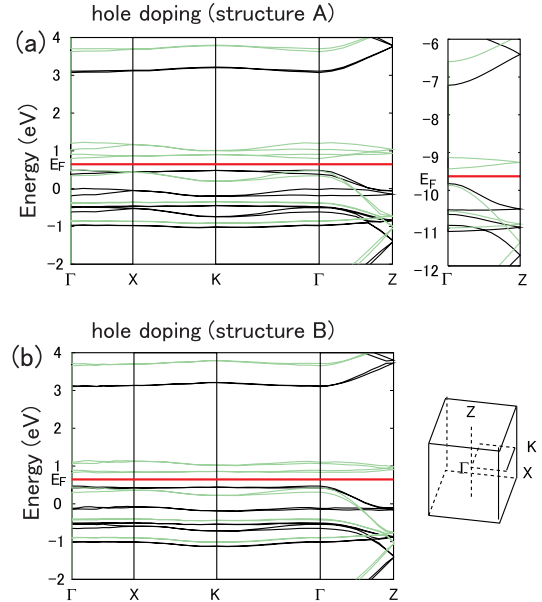 hole doping (structure A)
(a)
Energy (eV)
4
3
2
1
E_F
0
-1
-2
Γ X K Γ Z
-6
-7
-8
-9
E_F
-10
-11
-12
Γ Z
hole doping (structure B)
(b)
Energy (eV)
4
3
2
1
E_F
0
-1
-2
Γ X K Γ Z
Z
K
Γ
X